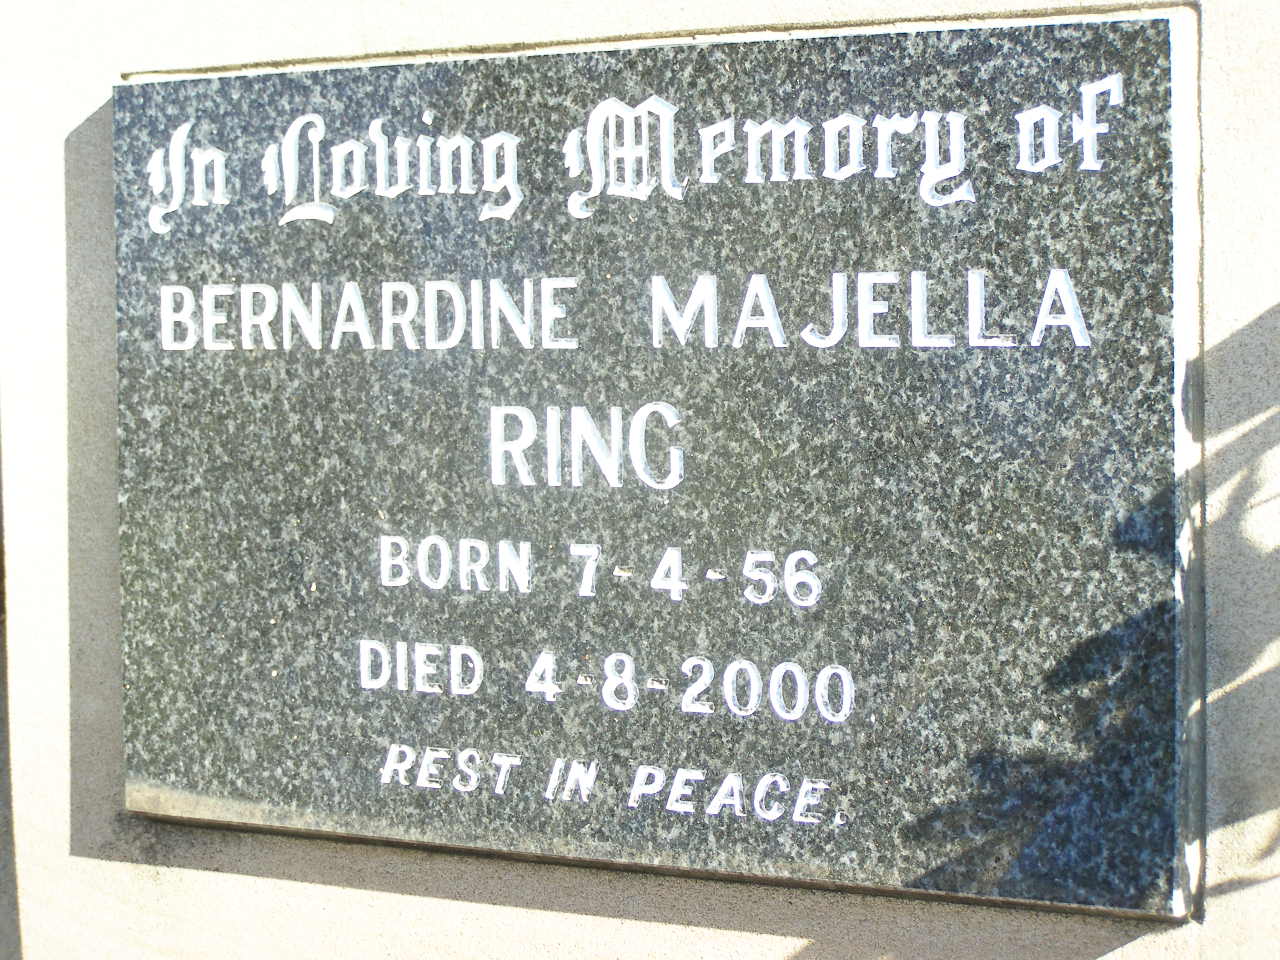 In Loving Memory of
BERNARDINE MAJELLA
RING
BORN 7-4-56
DIED 4-8-2000
REST IN PEACE.